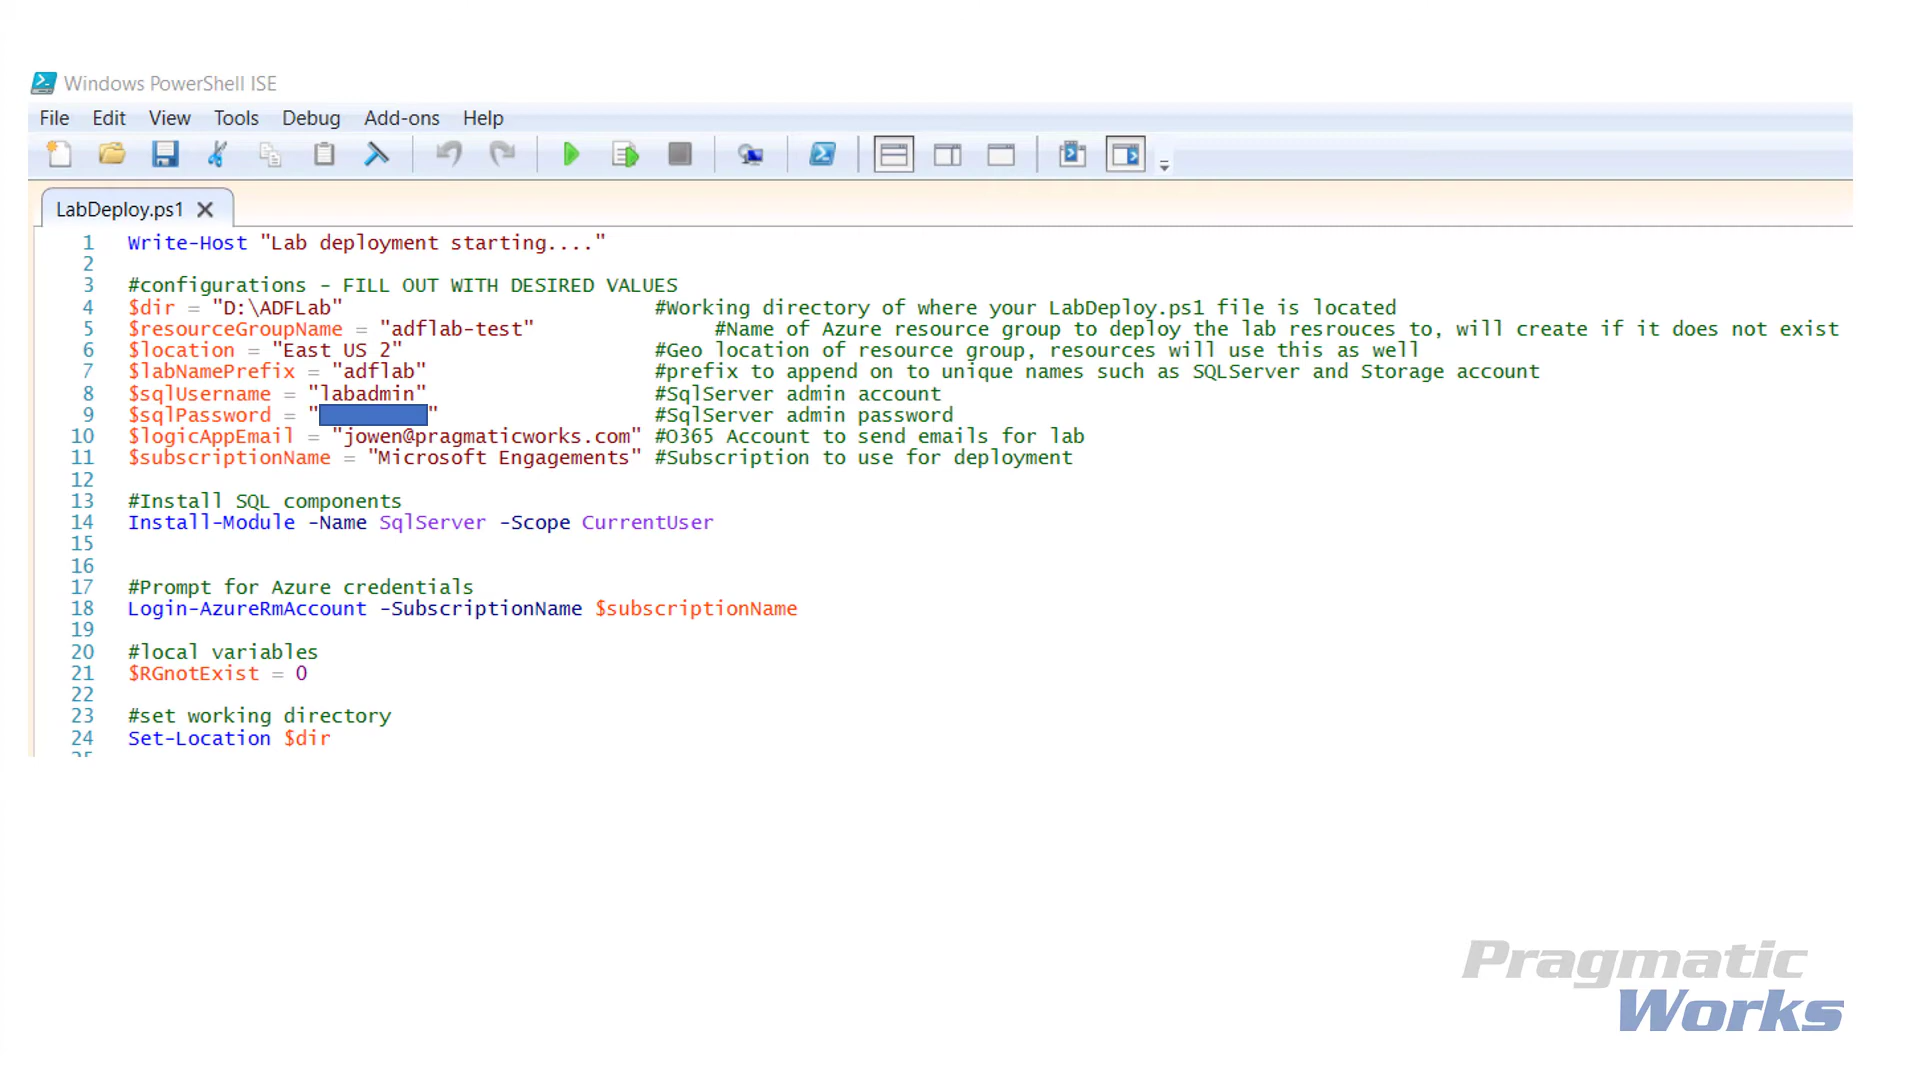 Windows PowerShell ISE
File Edit View Tools Debug Add-ons Help
LabDeploy.ps1
1 Write-Host "Lab deployment starting...."
2
3 #configurations - FILL OUT WITH DESIRED VALUES
4 $dir = "D:\ADFLab" #Working directory of where your LabDeploy.ps1 file is located
5 $resourceGroupName = "adflab-test" #Name of Azure resource group to deploy the lab resrouces to, will create if it does not exist
6 $location = "East US 2" #Geo location of resource group, resources will use this as well
7 $labNamePrefix = "adflab" #prefix to append on to unique names such as SQLServer and Storage account
8 $sqlUsername = "labadmin" #SqlServer admin account
9 $sqlPassword = " " #SqlServer admin password
10 $logicAppEmail = "jowen@pragmaticworks.com" #O365 Account to send emails for lab
11 $subscriptionName = "Microsoft Engagements" #Subscription to use for deployment
12
13 #Install SQL components
14 Install-Module -Name SqlServer -Scope CurrentUser
15
16
17 #Prompt for Azure credentials
18 Login-AzureRmAccount -SubscriptionName $subscriptionName
19
20 #local variables
21 $RGnotExist = 0
22
23 #set working directory
24 Set-Location $dir
Pragmatic
Works